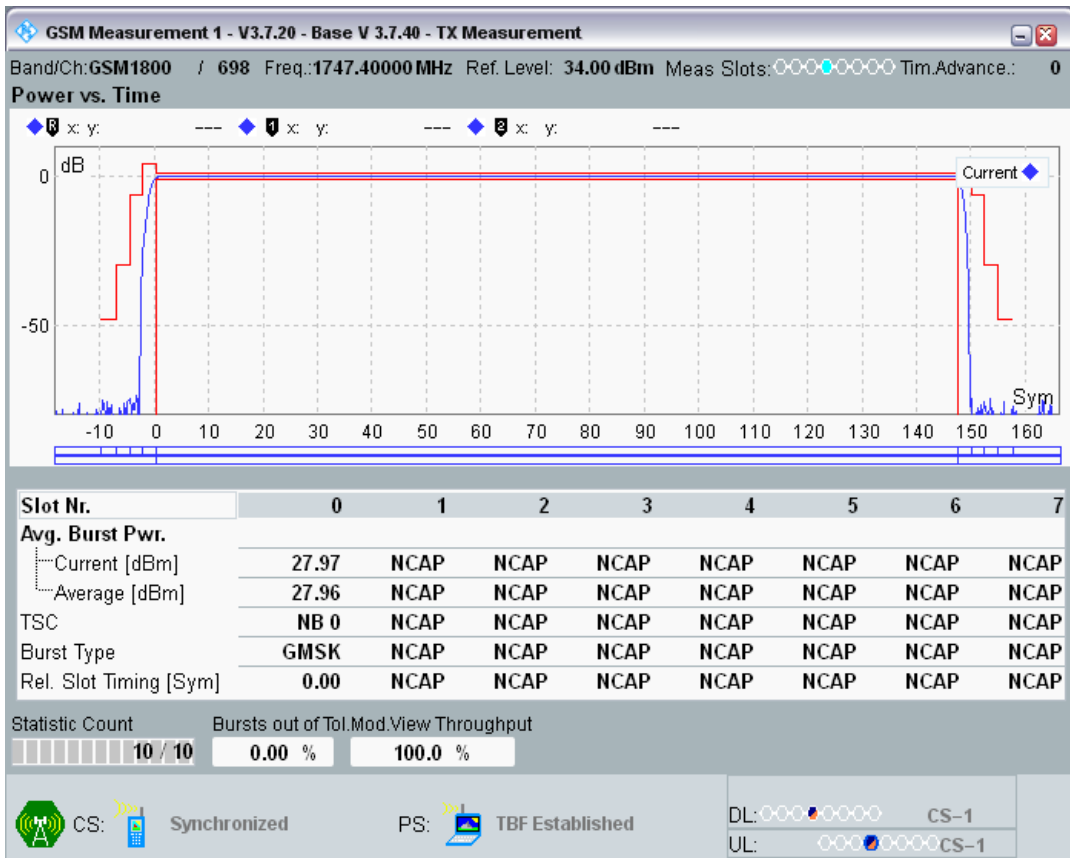 GSM Measurement 1 - V3.7.20 - Base V 3.7.40 - TX Measurement
Band/Ch:GSM1800 / 698 Freq.:1747.40000 MHz Ref. Level: 34.00 dBm Meas Slots: Tim.Advance.: 0
Power vs. Time
R x: y: --- 1 x: y: --- 2 x: y: ---
dB
Current
0
-50
Sym
-10 0 10 20 30 40 50 60 70 80 90 100 110 120 130 140 150 160
Slot Nr. 0 1 2 3 4 5 6 7
Avg. Burst Pwr.
Current [dBm] 27.97 NCAP NCAP NCAP NCAP NCAP NCAP NCAP
Average [dBm] 27.96 NCAP NCAP NCAP NCAP NCAP NCAP NCAP
TSC NB 0 NCAP NCAP NCAP NCAP NCAP NCAP NCAP
Burst Type GMSK NCAP NCAP NCAP NCAP NCAP NCAP NCAP
Rel. Slot Timing [Sym] 0.00 NCAP NCAP NCAP NCAP NCAP NCAP NCAP
Statistic Count Bursts out of Tol.Mod.View Throughput
10 / 10 0.00 % 100.0 %
CS: Synchronized PS: TBF Established
DL: CS-1
UL: CS-1